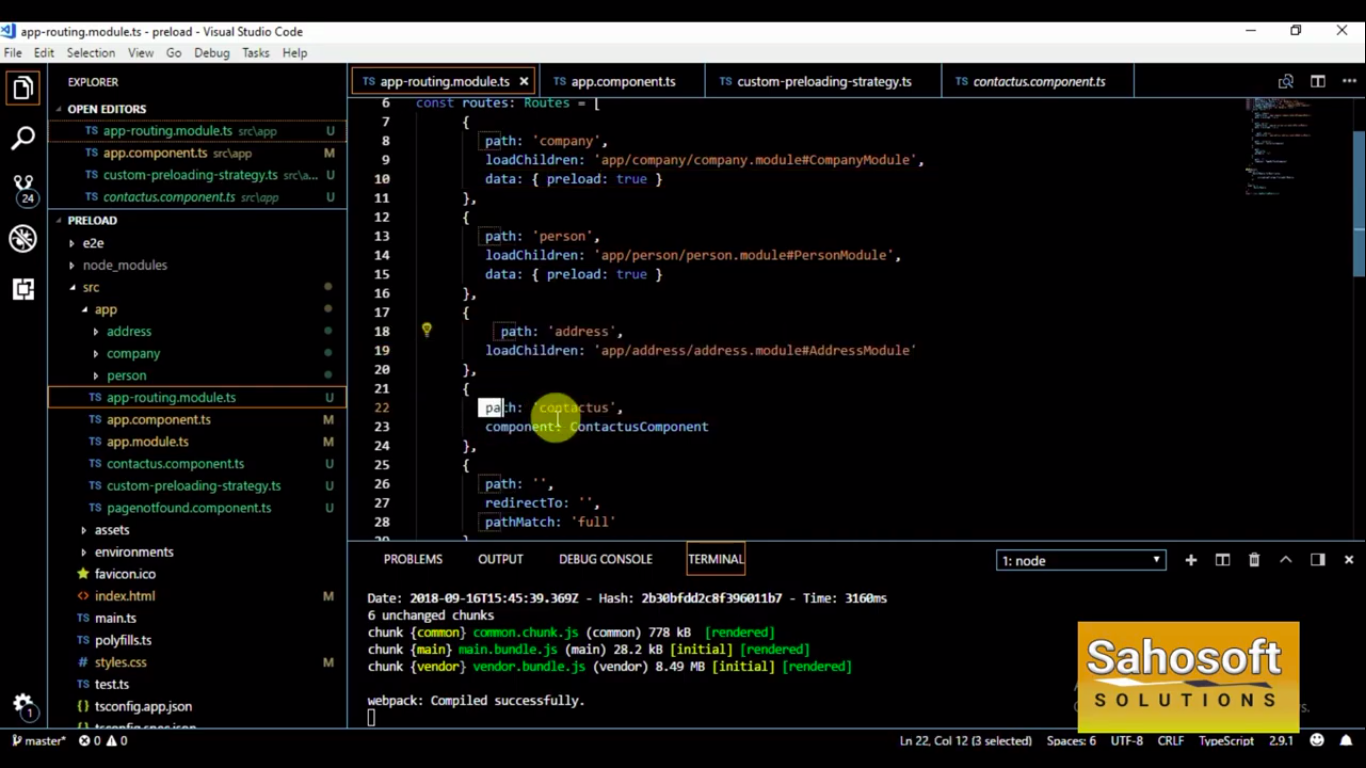 app-routing.module.ts - preload - Visual Studio Code
File Edit Selection View Go Debug Tasks Help
EXPLORER
OPEN EDITORS
TS app-routing.module.ts src\app U
TS app.component.ts src\app M
TS custom-preloading-strategy.ts src\a... U
TS contactus.component.ts src\app U
PRELOAD
e2e
node_modules
src
app
address
company
person
TS app-routing.module.ts U
TS app.component.ts M
TS app.module.ts M
TS contactus.component.ts U
TS custom-preloading-strategy.ts U
TS pagenotfound.component.ts U
assets
environments
favicon.ico
<> index.html M
TS main.ts
TS polyfills.ts
# styles.css M
TS test.ts
{} tsconfig.app.json
{} tsconfig.spec.json
24
1
TS app-routing.module.ts × TS app.component.ts TS custom-preloading-strategy.ts TS contactus.component.ts
6 const routes: Routes = [
7 {
8 path: 'company',
9 loadChildren: 'app/company/company.module#CompanyModule',
10 data: { preload: true }
11 },
12 {
13 path: 'person',
14 loadChildren: 'app/person/person.module#PersonModule',
15 data: { preload: true }
16 },
17 {
18 path: 'address',
19 loadChildren: 'app/address/address.module#AddressModule'
20 },
21 {
22 path: 'contactus',
23 component: ContactusComponent
24 },
25 {
26 path: '',
27 redirectTo: '',
28 pathMatch: 'full'
PROBLEMS OUTPUT DEBUG CONSOLE TERMINAL 1: node
Date: 2018-09-16T15:45:39.369Z - Hash: 2b30bfdd2c8f396011b7 - Time: 3160ms
6 unchanged chunks
chunk {common} common.chunk.js (common) 778 kB [rendered]
chunk {main} main.bundle.js (main) 28.2 kB [initial] [rendered]
chunk {vendor} vendor.bundle.js (vendor) 8.49 MB [initial] [rendered]
webpack: Compiled successfully.
Sahosoft
SOLUTIONS
master* 0 0 Ln 22, Col 12 (3 selected) Spaces: 6 UTF-8 CRLF TypeScript 2.9.1